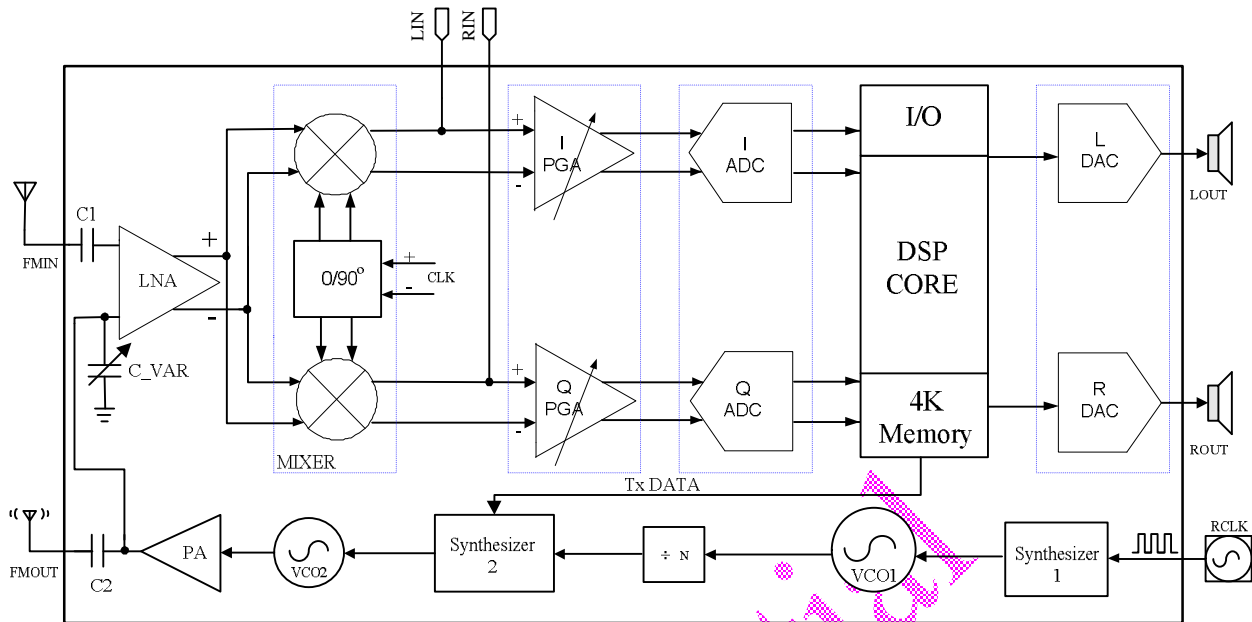 LIN
RIN
I/O
+
I
PGA
-
I
ADC
L
DAC
LOUT
C1
FMIN
+
LNA
-
0/90°
+
CLK
-
DSP
CORE
C_VAR
+
Q
PGA
-
Q
ADC
4K
Memory
R
DAC
ROUT
MIXER
Tx DATA
FMOUT
C2
PA
VCO2
Synthesizer
2
÷ N
VCO1
Synthesizer
1
RCLK